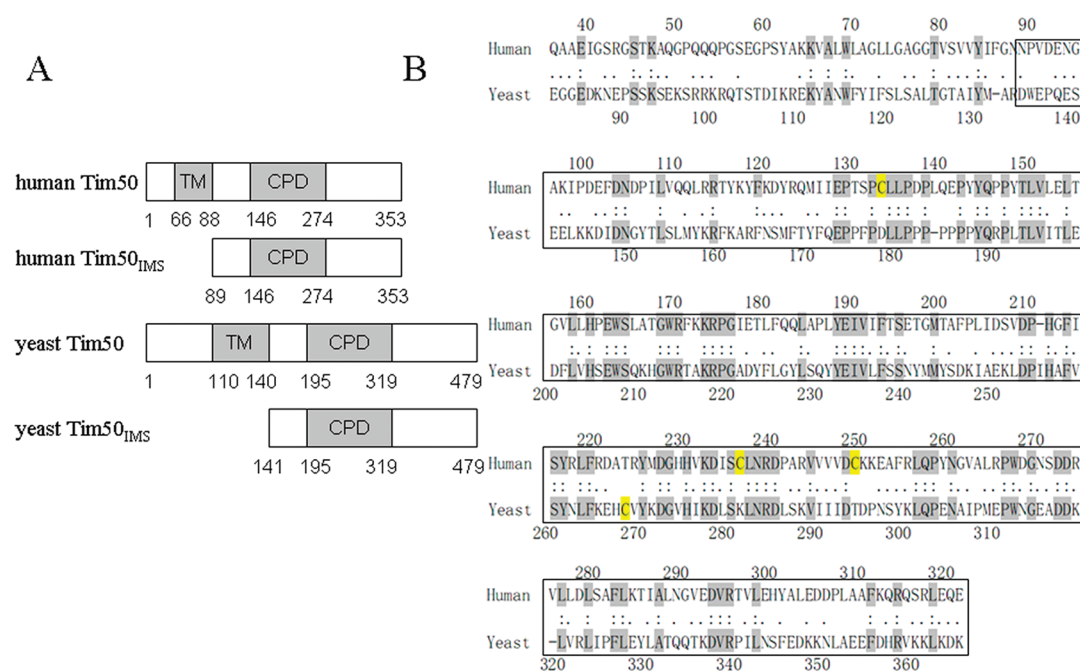 A
B
human Tim50
TM
CPD
1 66 88 146 274 353
human Tim50IMS
CPD
89 146 274 353
yeast Tim50
TM
CPD
1 110 140 195 319 479
yeast Tim50IMS
CPD
141 195 319 479
40 50 60 70 80 90
Human QAAEIGSRGSTKAQGPQQQPGSEGPSYAKKVALWLAGLLGAGGTVSVVYIFGNNPVDENG
Yeast EGGEDKNEPSSKSEKSRRKRQTSTDIKREKYANWFYIFSLSALTGTAIYM-ARDWEPQES
90 100 110 120 130 140
100 110 120 130 140 150
Human AKIPDEFDNDPILVQQLRRTYKYFKDYRQMIIEPTSPCLLPDPLQEPYYQPPYTLVLELT
Yeast EELKKDIDNGYTLSLMYKRFKARFNSMFTYFQEPPFPDLLPPP-PPPPYQRPLTLVITLE
150 160 170 180 190
160 170 180 190 200 210
Human GVLLHPEWSLATGWRFKKRPGIETLFQQLAPLYEIVIFTSETGMTAFPLIDSVDP-HGFI
Yeast DFLVHSEWSQKHGWRTAKRPGADYFLGYLSQYYEIVLFSSNYMMYSDKIAEKLDPIHAFV
200 210 220 230 240 250
220 230 240 250 260 270
Human SYRLFRDATRYMDGHHVKDISCLNRDPARVVVVDCKKEAFRLQPYNGVALRPWDGNSDDR
Yeast SYNLFKEHCVYKDGVHIKDLSKLNRDLSKVIIIDTDPNSYKLQPENAIPMEPWNGEADDK
260 270 280 290 300 310
280 290 300 310 320
Human VLLDLSAFLKTIALNGVEDVRTVLEHYALEDDPLAAFKQRQSRLEQE
Yeast -LVRLIPFLEYLATQQTKDVRPILNSFEDKKNLAEEFDHRVKKLKDK
320 330 340 350 360